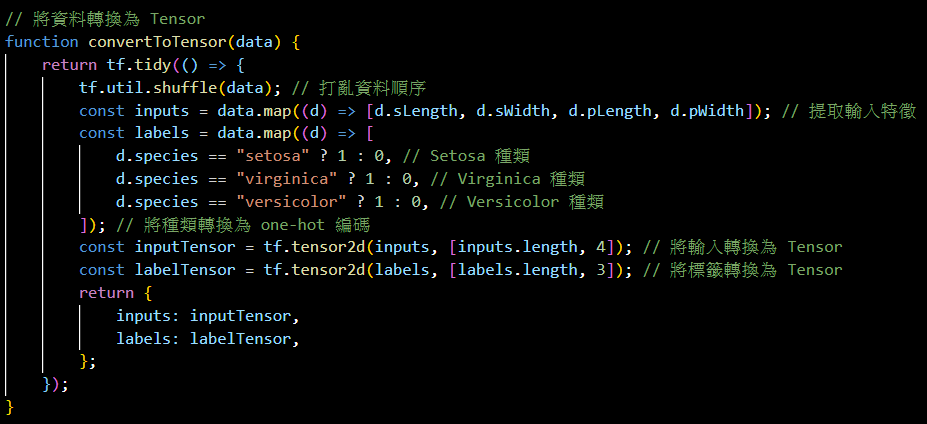 // 將資料轉換為 Tensor
function convertToTensor(data) {
return tf.tidy(() => {
tf.util.shuffle(data); // 打亂資料順序
const inputs = data.map((d) => [d.sLength, d.sWidth, d.pLength, d.pWidth]); // 提取輸入特徵
const labels = data.map((d) => [
d.species == "setosa" ? 1 : 0, // Setosa 種類
d.species == "virginica" ? 1 : 0, // Virginica 種類
d.species == "versicolor" ? 1 : 0, // Versicolor 種類
]); // 將種類轉換為 one-hot 編碼
const inputTensor = tf.tensor2d(inputs, [inputs.length, 4]); // 將輸入轉換為 Tensor
const labelTensor = tf.tensor2d(labels, [labels.length, 3]); // 將標籤轉換為 Tensor
return {
inputs: inputTensor,
labels: labelTensor,
};
});
}